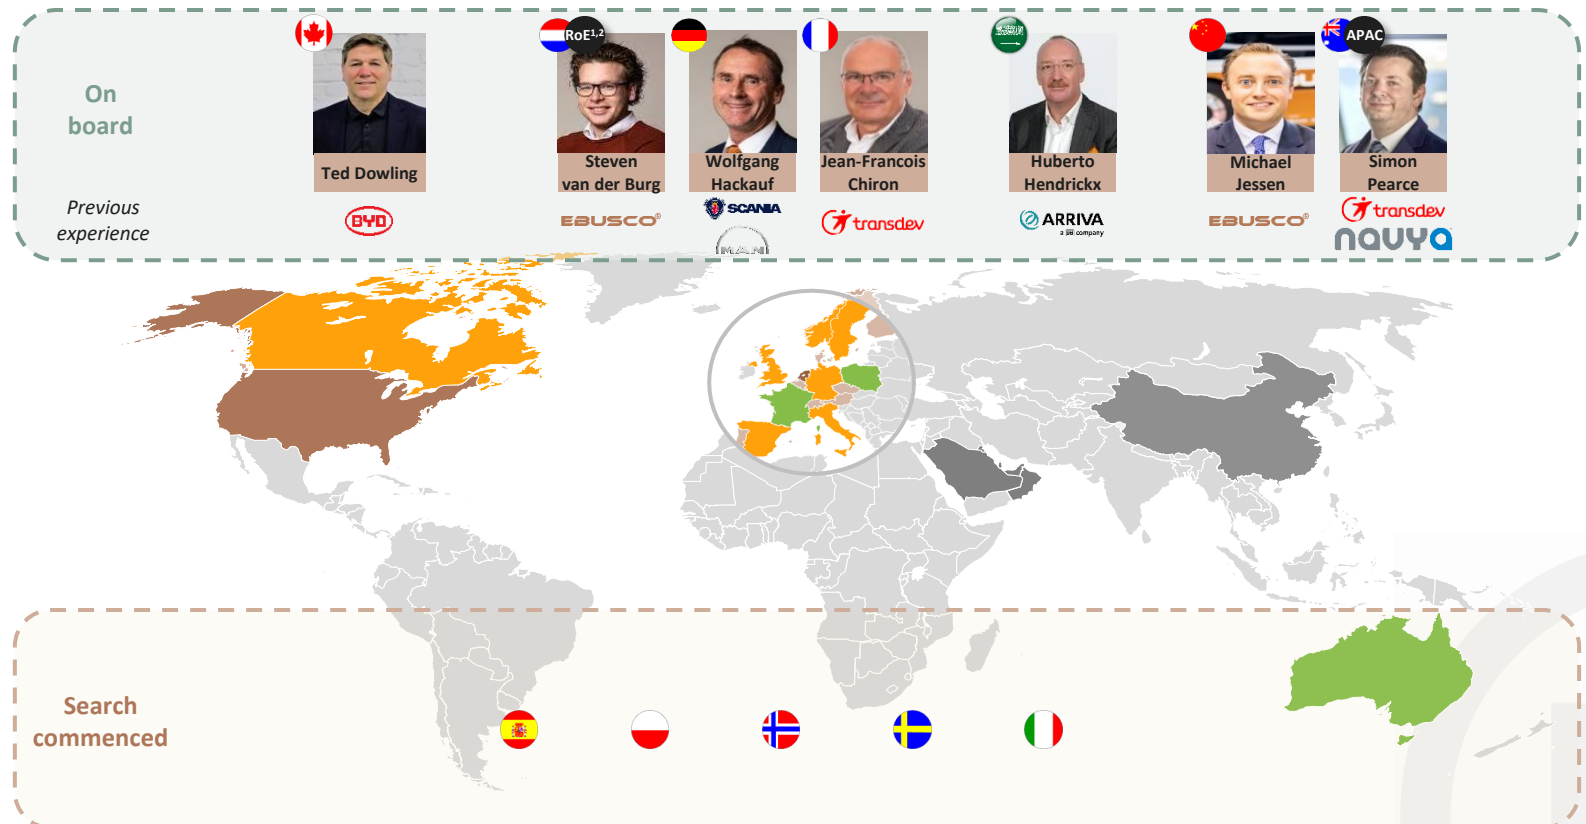 RoE1,2
APAC
On
board
Ted Dowling
Steven
van der Burg
Wolfgang
Hackauf
Jean-Francois
Chiron
Huberto
Hendrickx
Michael
Jessen
Simon
Pearce
Previous
experience
BYD
EBUSCO®
SCANIA
MAN
transdev
ARRIVA
a DB company
EBUSCO®
transdev
navya
Search
commenced